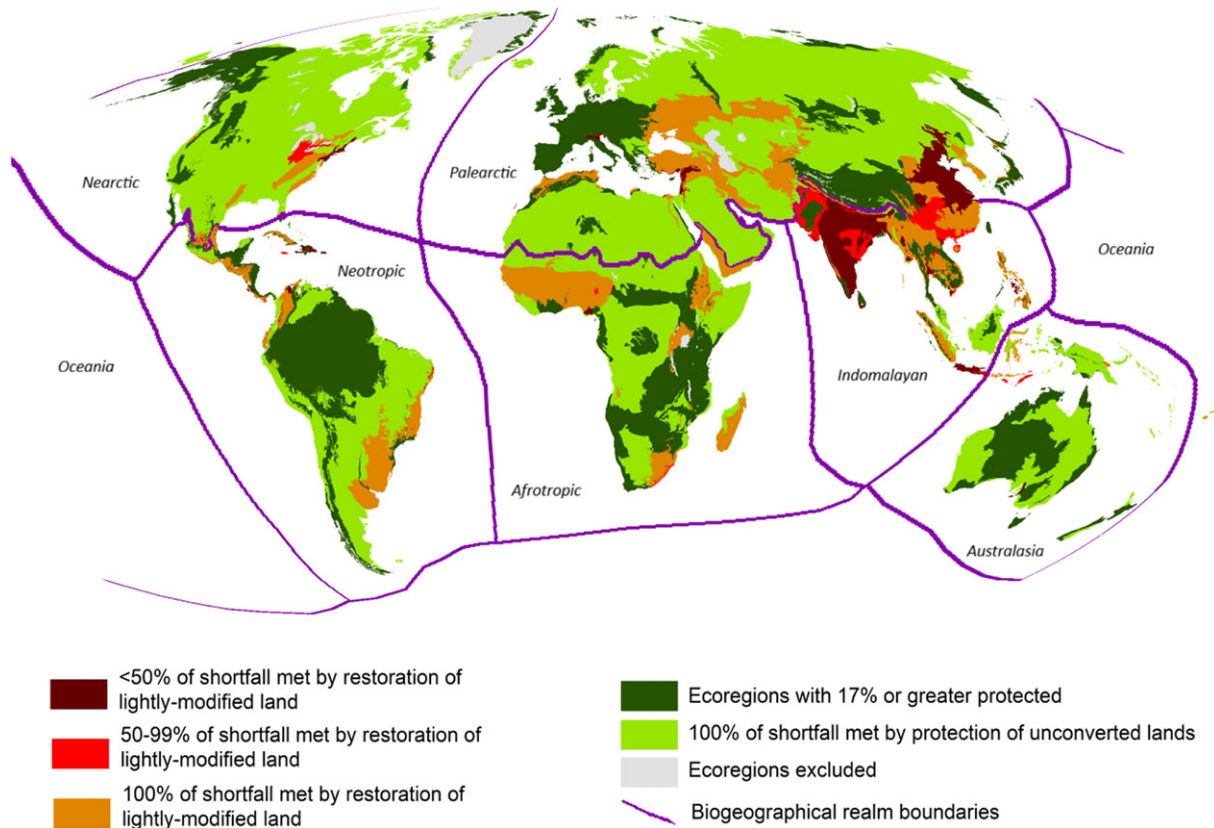 Nearctic
Palearctic
Oceania
Neotropic
Oceania
Indomalayan
Afrotropic
Australasia
<50% of shortfall met by restoration of
lightly-modified land
50-99% of shortfall met by restoration of
lightly-modified land
100% of shortfall met by restoration of
lightly-modified land
Ecoregions with 17% or greater protected
100% of shortfall met by protection of unconverted lands
Ecoregions excluded
Biogeographical realm boundaries